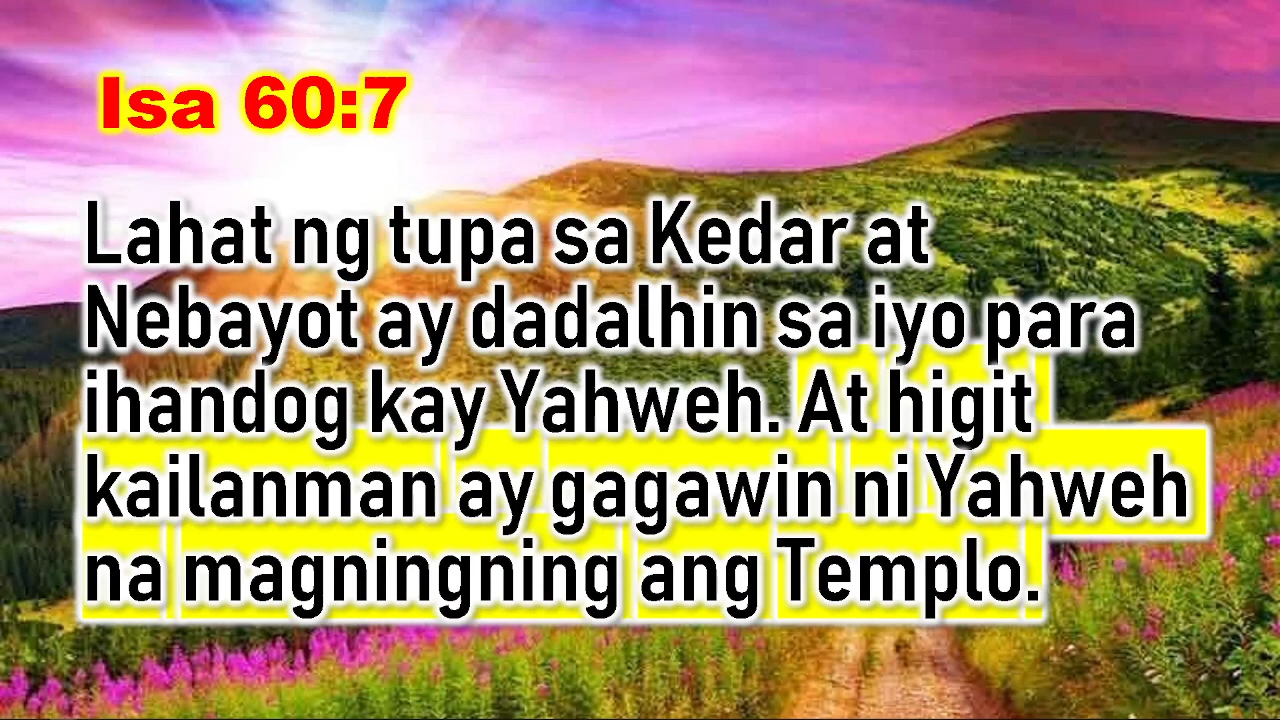 Isa 60:7
Lahat ng tupa sa Kedar at
Nebayot ay dadalhin sa iyo para
ihandog kay Yahweh. At higit
kailanman ay gagawin ni Yahweh
na magningning ang Templo.